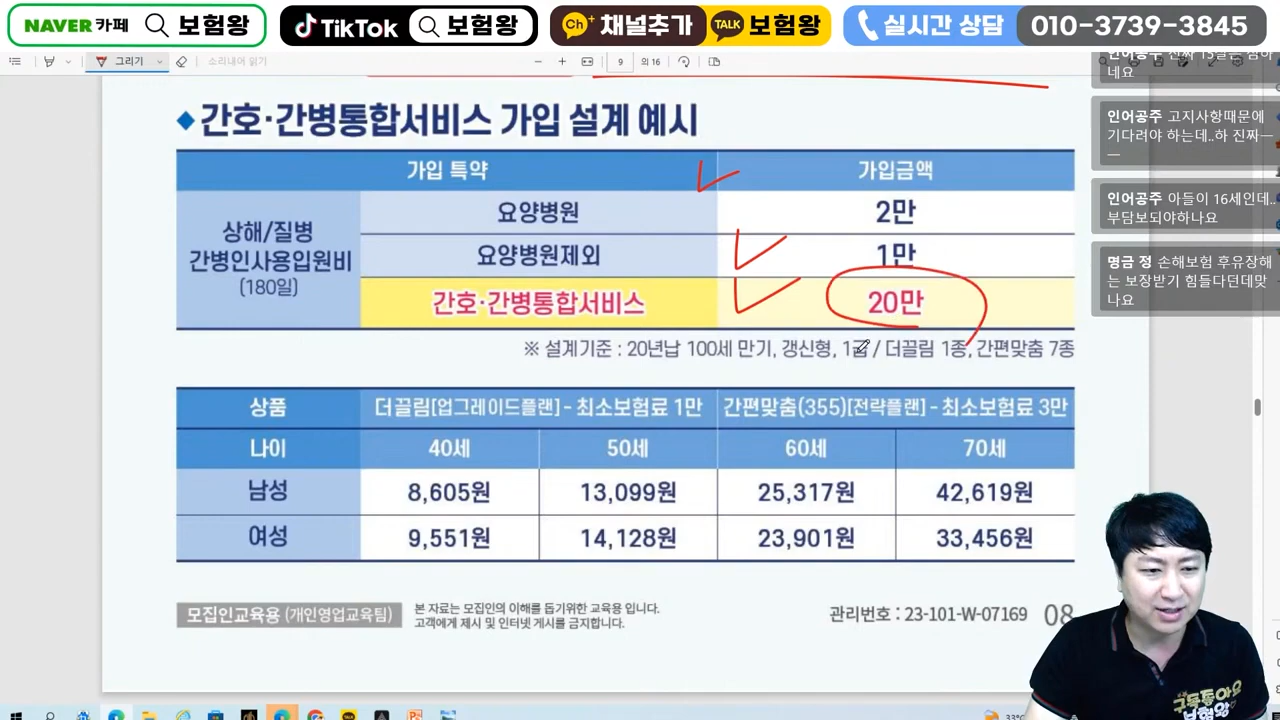 NAVER 카페 보험왕 TikTok 보험왕 Ch+ 채널추가 TALK 보험왕 실시간 상담 010-3739-3845
그리기 소리내어 읽기 9 의 16
네요
인어공주 고지사항때문에
기다려야 하는데..하 진짜ㅡ
ㅡ
인어공주 아들이 16세인데..
부담보되야하나요
명금 정 손해보험 후유장해
는 보장받기 힘들다던데맞
나요
◆간호·간병통합서비스 가입 설계 예시
가입 특약 가입금액
상해/질병
간병인사용입원비
(180일)
요양병원 2만
요양병원제외 1만
간호·간병통합서비스 20만
※ 설계기준 : 20년납 100세 만기, 갱신형, 1급 / 더끌림 1종, 간편맞춤 7종
상품 더끌림[업그레이드플랜] - 최소보험료 1만 간편맞춤(355)[전략플랜] - 최소보험료 3만
나이 40세 50세 60세 70세
남성 8,605원 13,099원 25,317원 42,619원
여성 9,551원 14,128원 23,901원 33,456원
모집인교육용 (개인영업교육팀)
본 자료는 모집인의 이해를 돕기위한 교육용 입니다.
고객에게 제시 및 인터넷 게시를 금지합니다.
관리번호 : 23-101-W-07169 08
구독좋아요
보험왕
33°C